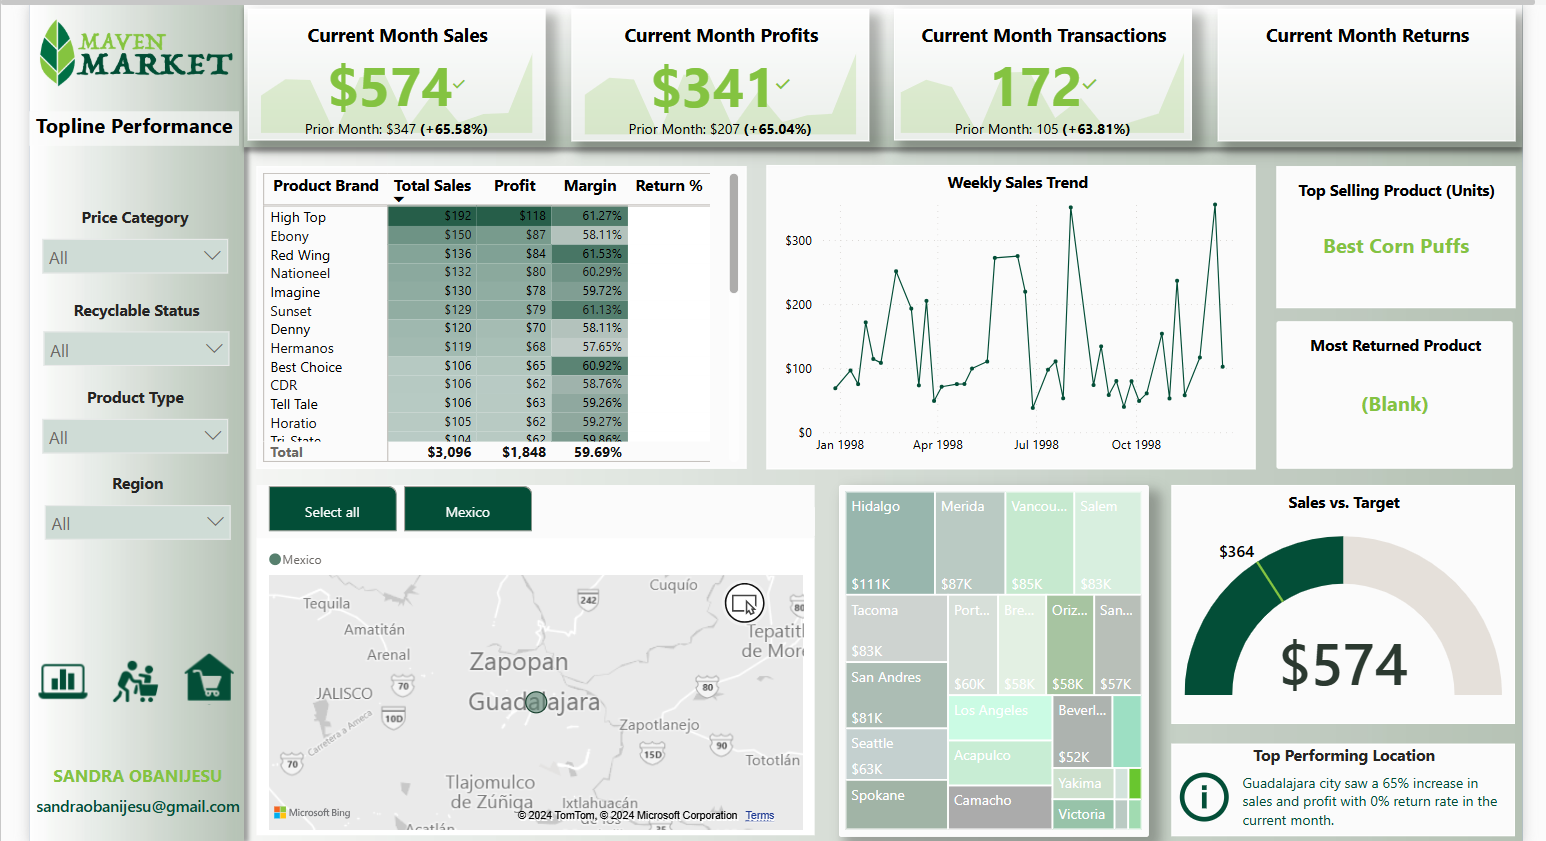 MAVEN
MARKET
Topline Performance
Current Month Sales
$574
Prior Month: $347 (+65.58%)
Current Month Profits
$341
Prior Month: $207 (+65.04%)
Current Month Transactions
172
Prior Month: 105 (+63.81%)
Current Month Returns
Price Category
All
Recyclable Status
All
Product Type
All
Region
All
SANDRA OBANIJESU
sandraobanijesu@gmail.com
Product Brand Total Sales Profit Margin Return %
High Top $192 $118 61.27%
Ebony $150 $87 58.11%
Red Wing $136 $84 61.53%
Nationeel $132 $80 60.29%
Imagine $130 $78 59.72%
Sunset $129 $79 61.13%
Denny $120 $70 58.11%
Hermanos $119 $68 57.65%
Best Choice $106 $65 60.92%
CDR $106 $62 58.76%
Tell Tale $106 $63 59.26%
Horatio $105 $62 59.27%
Tri-State $104 $62 59.86%
Total $3,096 $1,848 59.69%
Weekly Sales Trend
$300
$200
$100
$0
Jan 1998 Apr 1998 Jul 1998 Oct 1998
Top Selling Product (Units)
Best Corn Puffs
Most Returned Product
(Blank)
Select all
Mexico
Mexico
Cuquío
Tequila
242
80
Amatitán
Tepatitl
de Mor
Arenal
Zapopan
JALISCO
70
80
Guadalajara
10D
Carretera a Ameca
Zapotlanejo
90
15D
70
Tototlán
Tlajomulco
de Zúñiga
Ixtlahuacán
de los
Acatlán
35
Microsoft Bing
© 2024 TomTom, © 2024 Microsoft Corporation Terms
Hidalgo
$111K
Merida
$87K
Vancou...
$85K
Salem
$83K
Tacoma
$83K
Port...
$60K
Bre...
$58K
Oriz...
$58K
San...
$57K
San Andres
$81K
Los Angeles
Beverl...
$52K
Seattle
$63K
Acapulco
Yakima
Spokane
Camacho
Victoria
Sales vs. Target
$364
$574
Top Performing Location
Guadalajara city saw a 65% increase in
sales and profit with 0% return rate in the
current month.